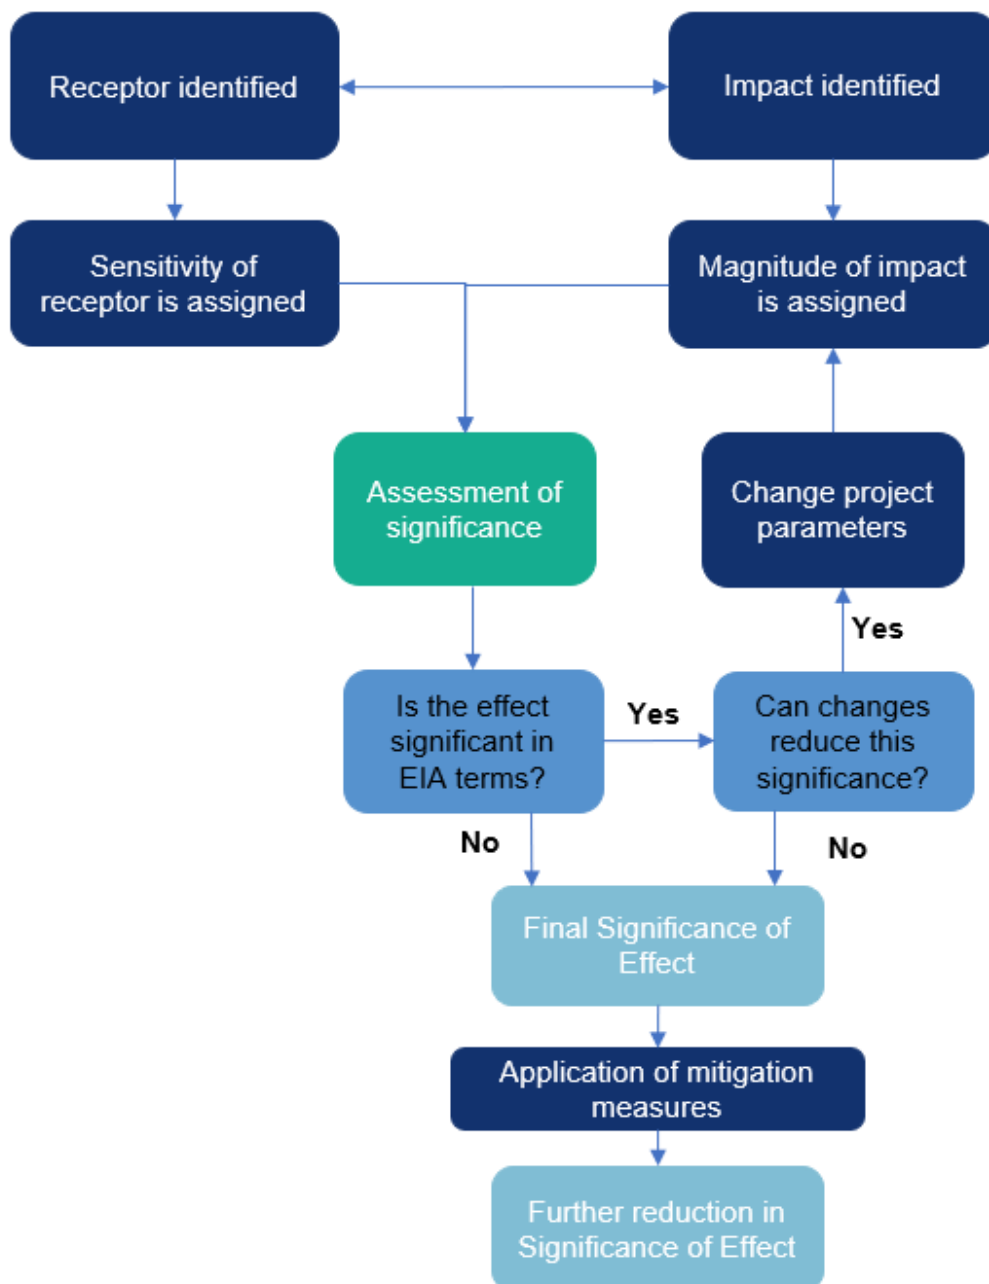 Receptor identified
Impact identified
Sensitivity of
receptor is assigned
Magnitude of impact
is assigned
Assessment of
significance
Change project
parameters
Yes
Is the effect
significant in
EIA terms?
Yes
Can changes
reduce this
significance?
No
No
Final Significance of
Effect
Application of mitigation
measures
Further reduction in
Significance of Effect